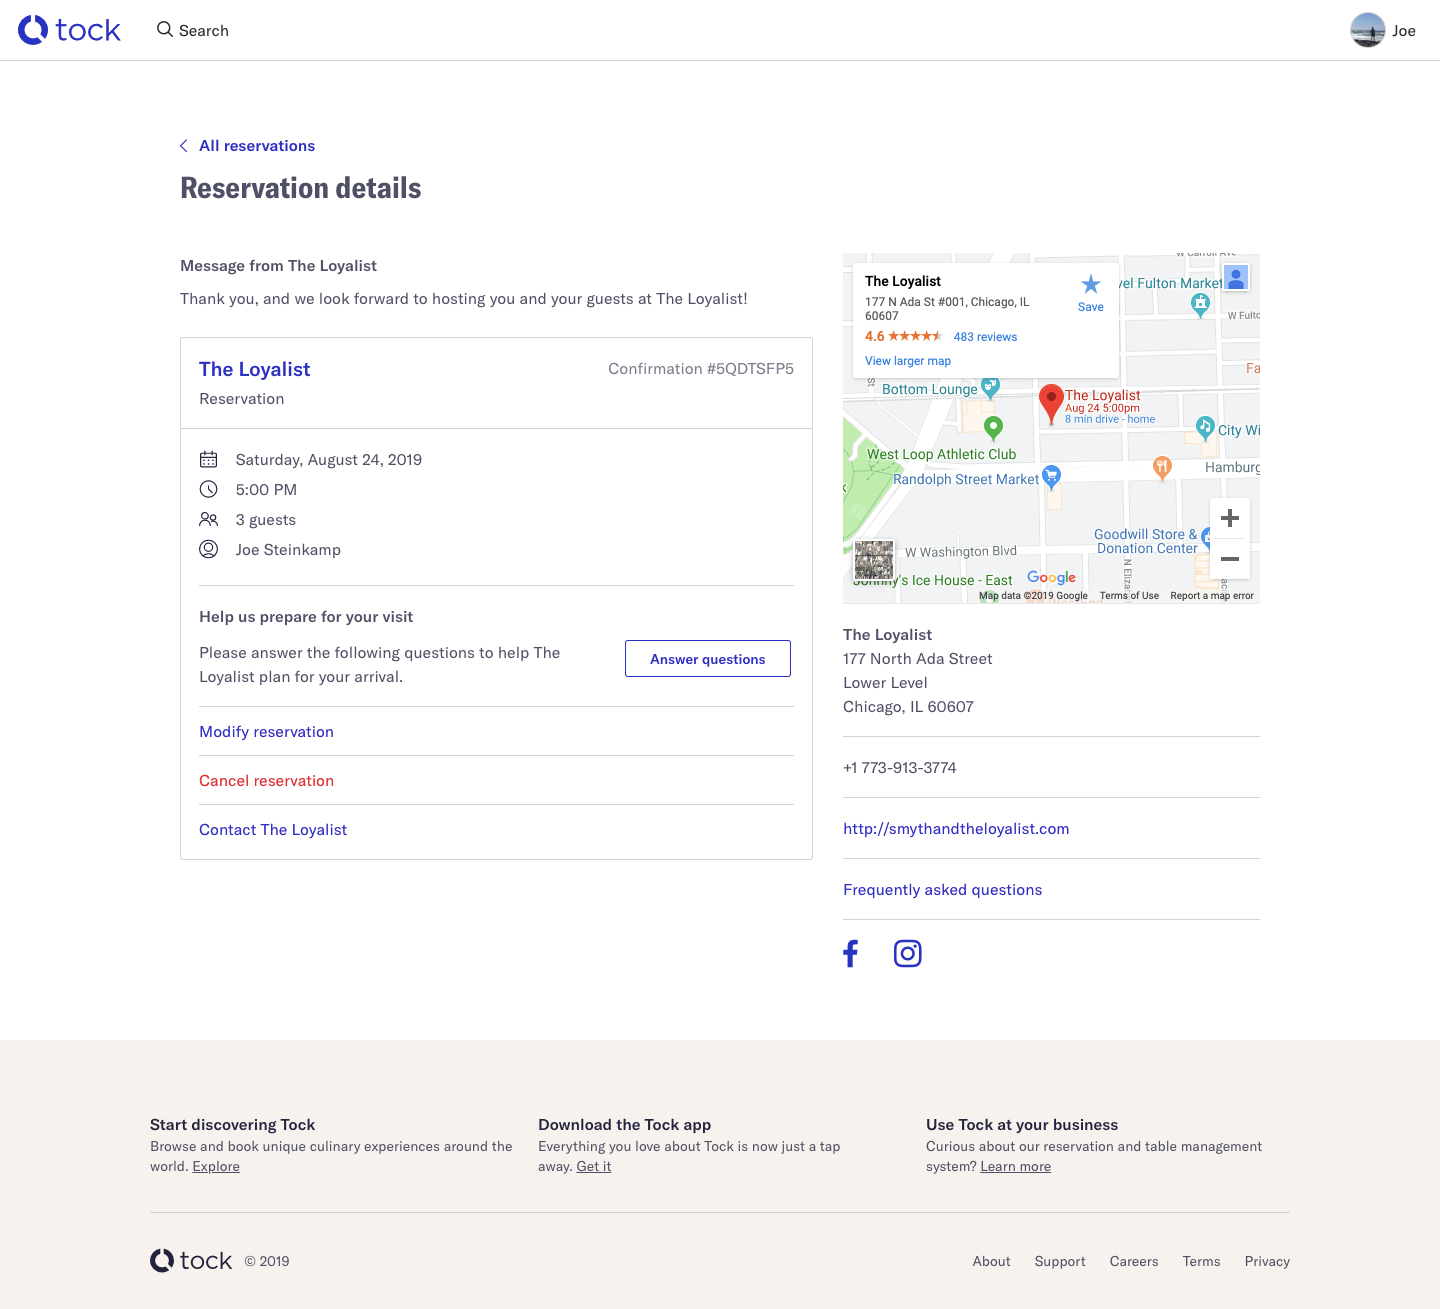 tock
Search
Joe
All reservations
Reservation details
Message from The Loyalist
Thank you, and we look forward to hosting you and your guests at The Loyalist!
The Loyalist
Confirmation #5QDTSFP5
Reservation
Saturday, August 24, 2019
5:00 PM
3 guests
Joe Steinkamp
Help us prepare for your visit
Please answer the following questions to help The
Loyalist plan for your arrival.
Answer questions
Modify reservation
Cancel reservation
Contact The Loyalist
W Carroll Ave
The Loyalist
177 N Ada St #001, Chicago, IL
60607
Save
4.6
483 reviews
View larger map
vel Fulton Market
W Fulto
Fa
St
Bottom Lounge
The Loyalist
Aug 24 5:00pm
8 min drive - home
City Wi
West Loop Athletic Club
Hamburg
Randolph Street Market
Goodwill Store &
Donation Center
W Washington Blvd
N Eliza
Johnny's Ice House - East
Google
Map data ©2019 Google
Terms of Use
Report a map error
The Loyalist
177 North Ada Street
Lower Level
Chicago, IL 60607
+1 773-913-3774
http://smythandtheloyalist.com
Frequently asked questions
Start discovering Tock
Browse and book unique culinary experiences around the
world. Explore
Download the Tock app
Everything you love about Tock is now just a tap
away. Get it
Use Tock at your business
Curious about our reservation and table management
system? Learn more
tock
© 2019
About
Support
Careers
Terms
Privacy